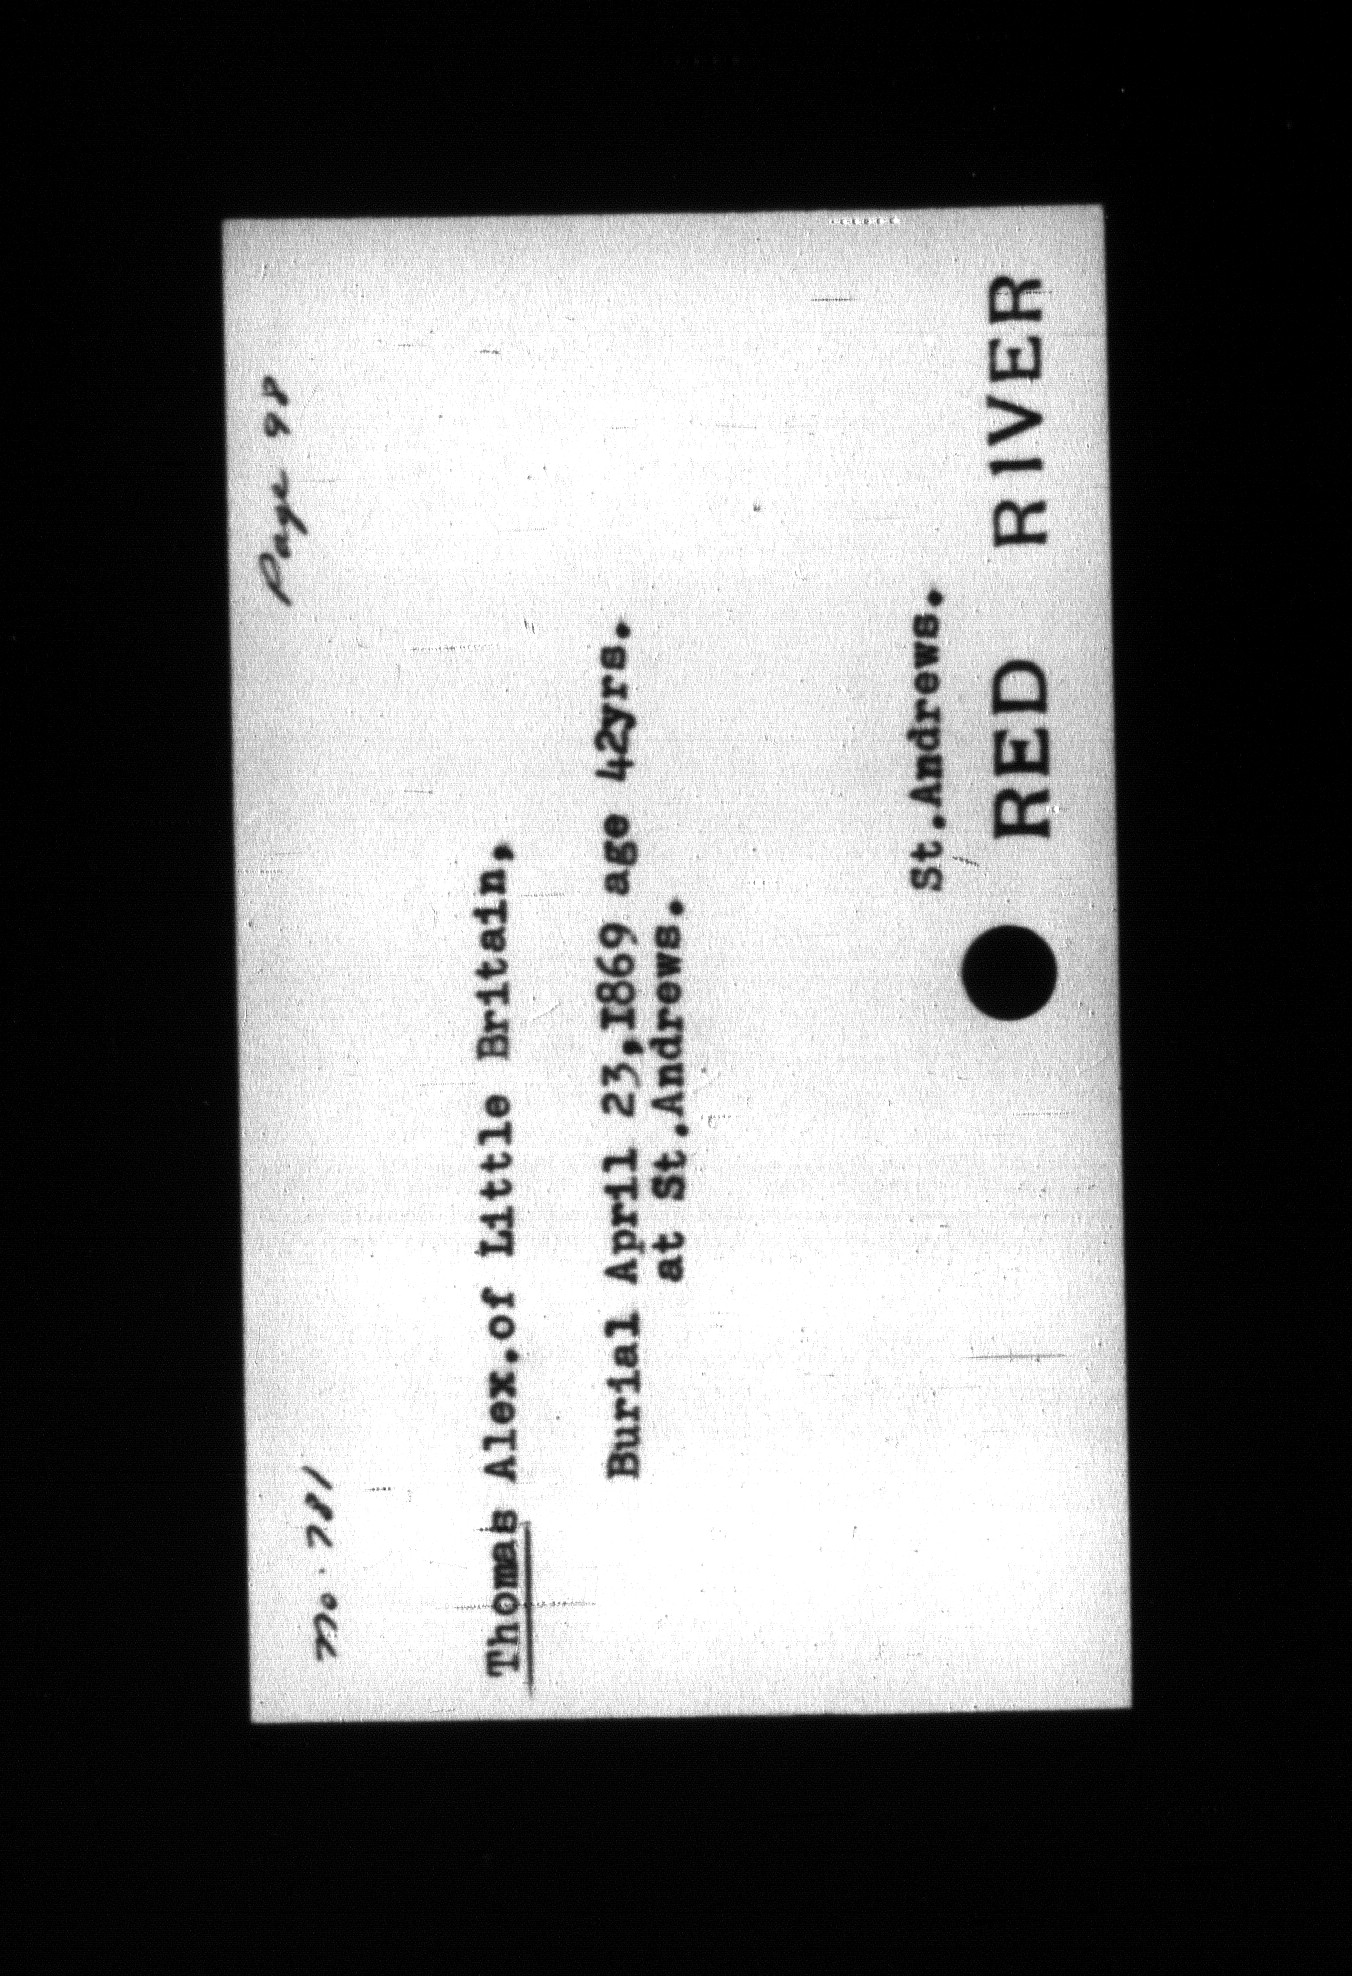 No. 781 Page 98
Thomas Alex.of Little Britain,
Burial April 23,1869 age 42yrs.
at St.Andrews.
St.Andrews.
RED RIVER